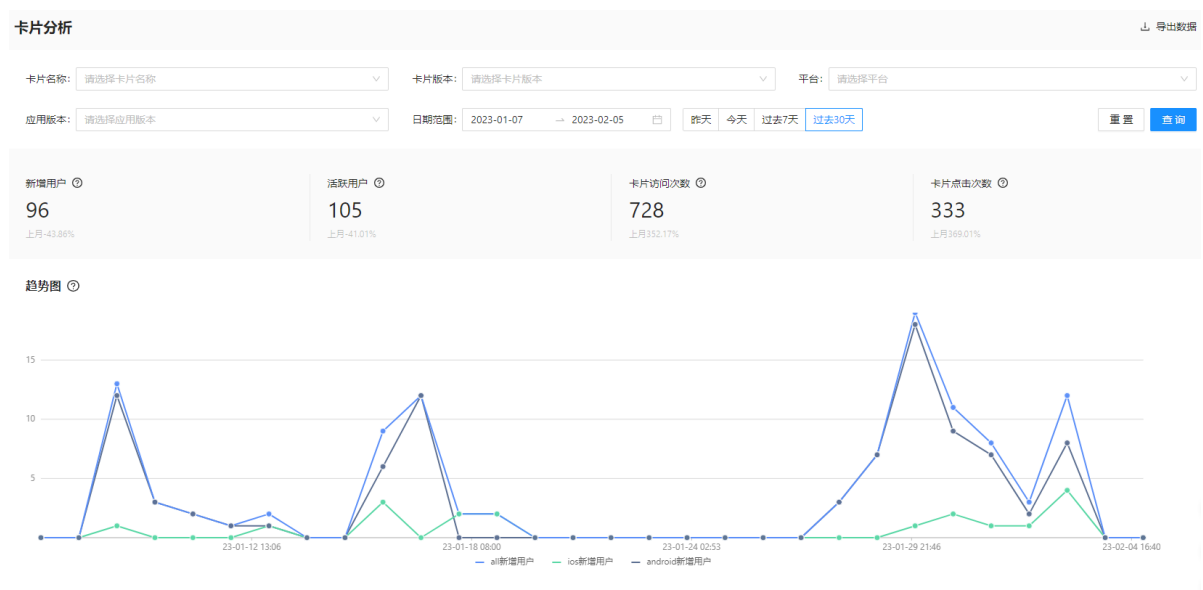 卡片分析
导出数据
卡片名称: 请选择卡片名称 卡片版本: 请选择卡片版本 平台: 请选择平台
应用版本: 请选择应用版本 日期范围: 2023-01-07 → 2023-02-05 昨天 今天 过去7天 过去30天 重 置 查 询
新增用户 活跃用户 卡片访问次数 卡片点击次数
96 105 728 333
上月-43.86% 上月-41.01% 上月352.17% 上月369.01%
趋势图
15
10
5
23-01-12 13:06 23-01-18 08:00 23-01-24 02:53 23-01-29 21:46 23-02-04 16:40
all新增用户 ios新增用户 android新增用户